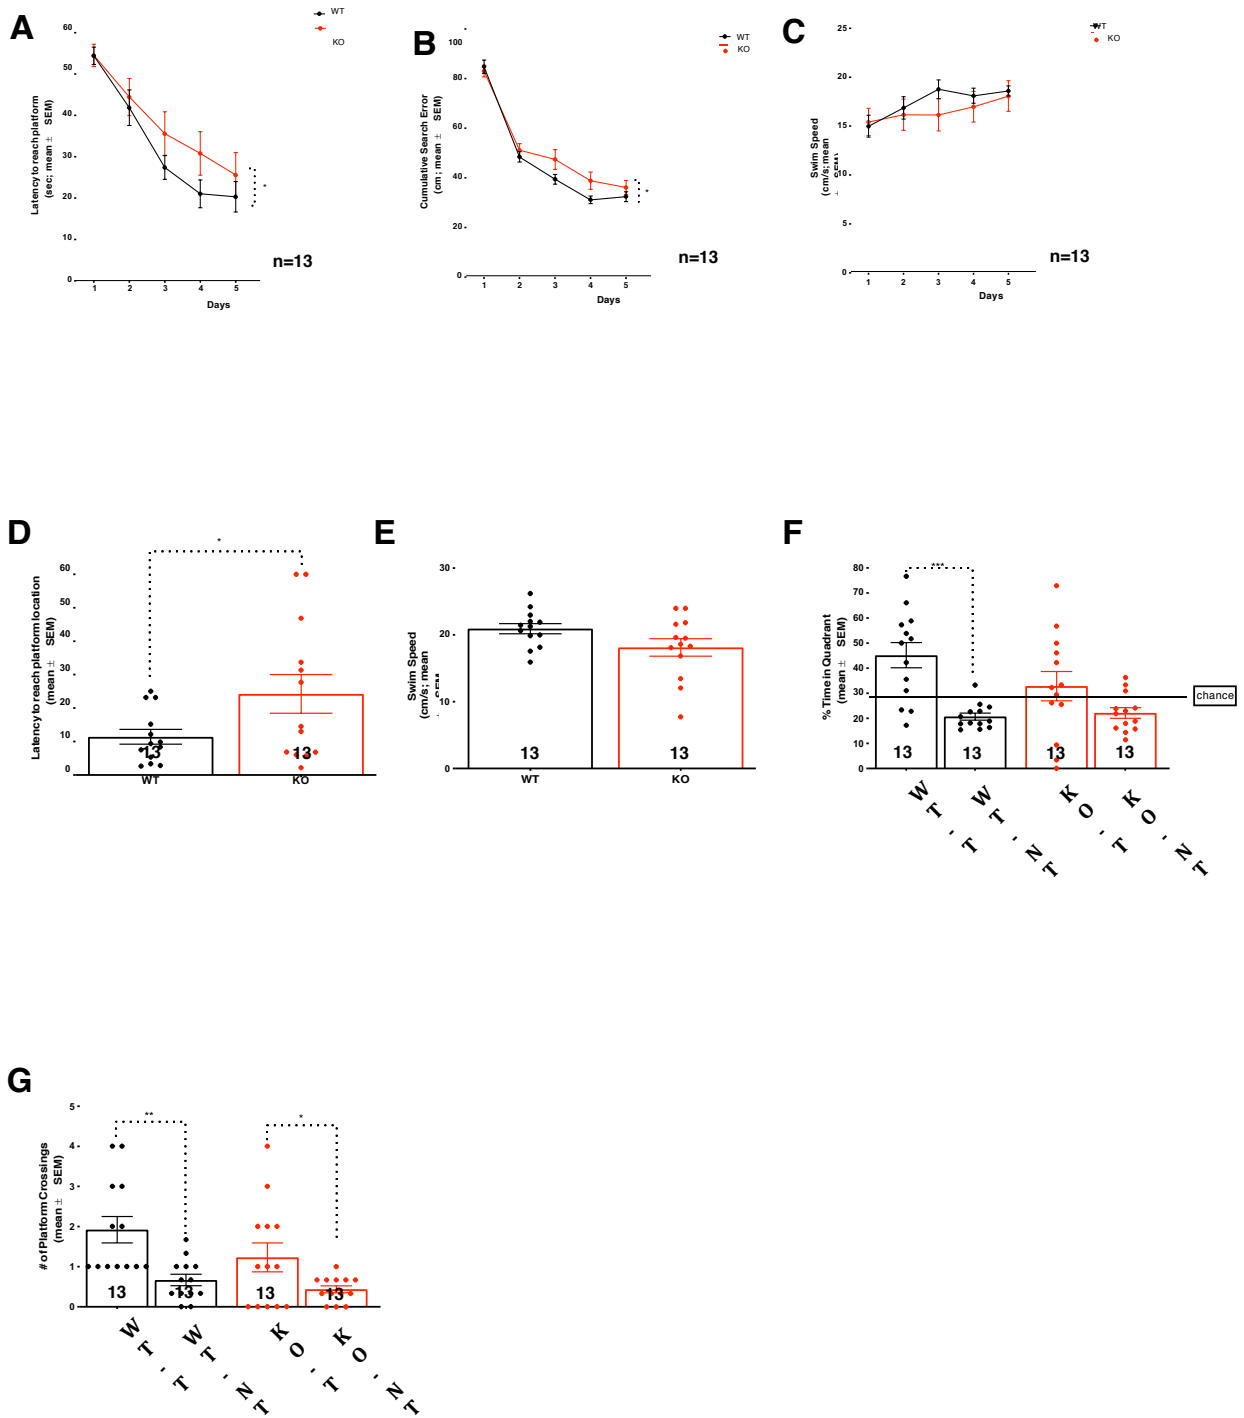 A
WT
KO
60
50
40
30
20
10
0
Latency to reach platform
(sec; mean ± SEM)
*
1 2 3 4 5
Days
n=13
B
WT
KO
100
80
60
40
20
0
Cumulative Search Error
(cm; mean ± SEM)
*
1 2 3 4 5
Days
n=13
C
WT
KO
25
20
15
10
5
0
Swim Speed
(cm/s; mean
± SEM)
1 2 3 4 5
Days
n=13
D
*
60
50
40
30
20
10
0
Latency to reach platform location
(mean ± SEM)
13 13
WT KO
E
30
20
10
0
Swim Speed
(cm/s; mean
± SEM
13 13
WT KO
F
***
80
70
60
50
40
30
20
10
0
% Time in Quadrant
(mean ± SEM)
chance
13 13 13 13
WT-T WT-NT KO-T KO-NT
G
** *
5
4
3
2
1
0
# of Platform Crossings
(mean ± SEM)
13 13 13 13
WT-T WT-NT KO-T KO-NT